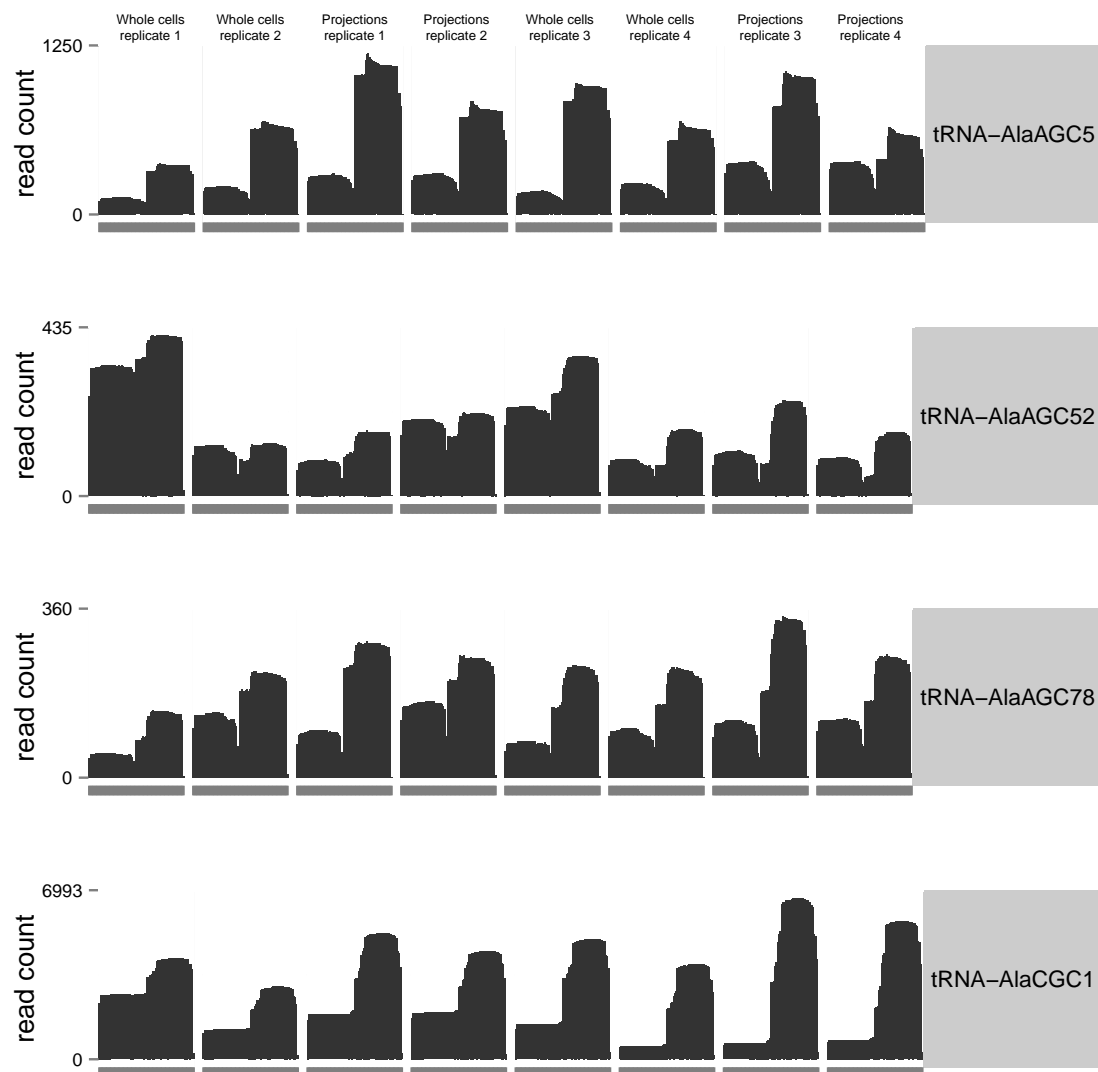 Whole cells replicate 1
Whole cells replicate 2
Projections replicate 1
Projections replicate 2
Whole cells replicate 3
Whole cells replicate 4
Projections replicate 3
Projections replicate 4
1250
read count
0
tRNA−AlaAGC5
435
read count
0
tRNA−AlaAGC52
360
read count
0
tRNA−AlaAGC78
6993
read count
0
tRNA−AlaCGC1